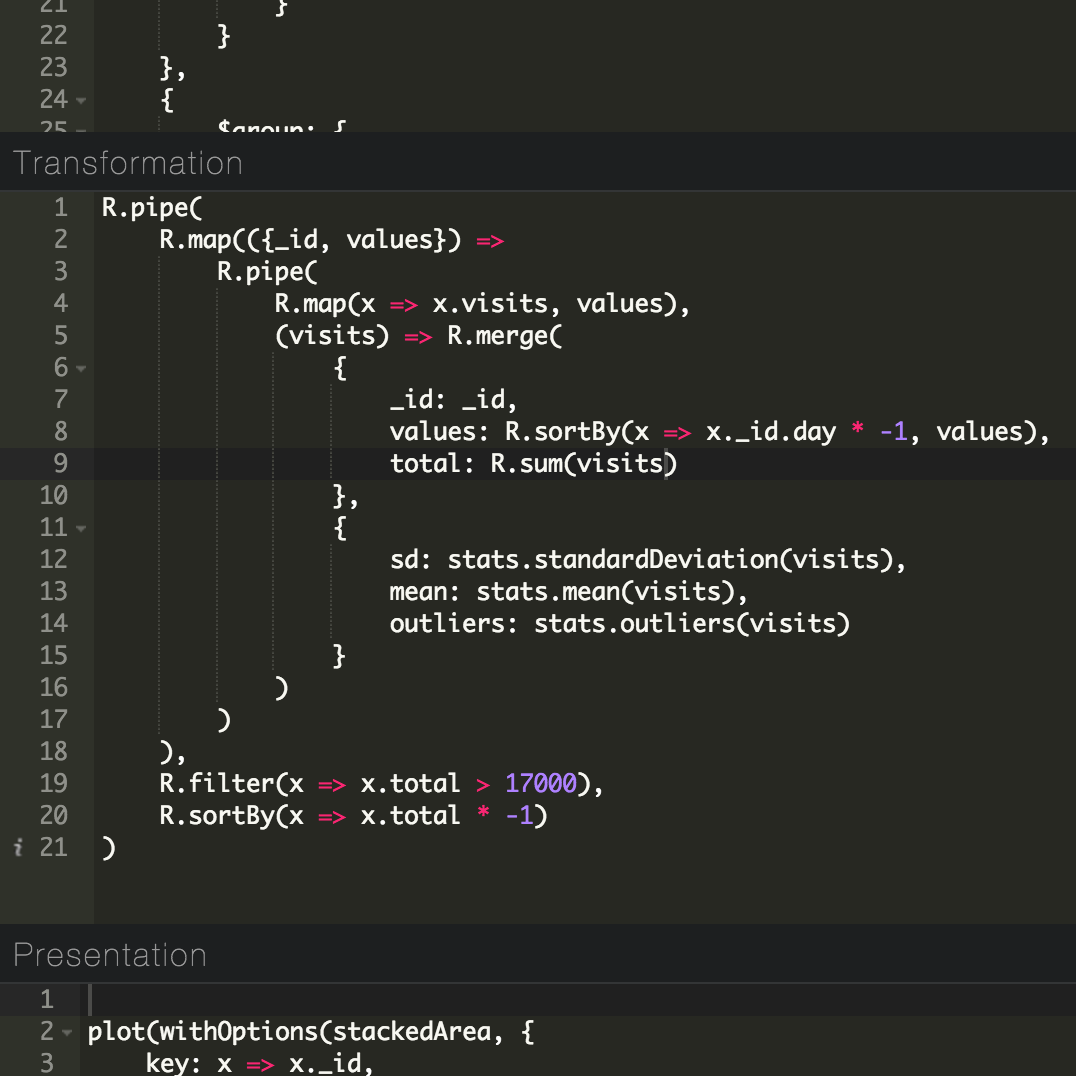 21 }
22 }
23 },
24 {
25 $group: {
Transformation
1 R.pipe(
2 R.map(({_id, values}) =>
3 R.pipe(
4 R.map(x => x.visits, values),
5 (visits) => R.merge(
6 {
7 _id: _id,
8 values: R.sortBy(x => x._id.day * -1, values),
9 total: R.sum(visits)
10 },
11 {
12 sd: stats.standardDeviation(visits),
13 mean: stats.mean(visits),
14 outliers: stats.outliers(visits)
15 }
16 )
17 )
18 ),
19 R.filter(x => x.total > 17000),
20 R.sortBy(x => x.total * -1)
i 21 )
Presentation
1
2 plot(withOptions(stackedArea, {
3 key: x => x._id,